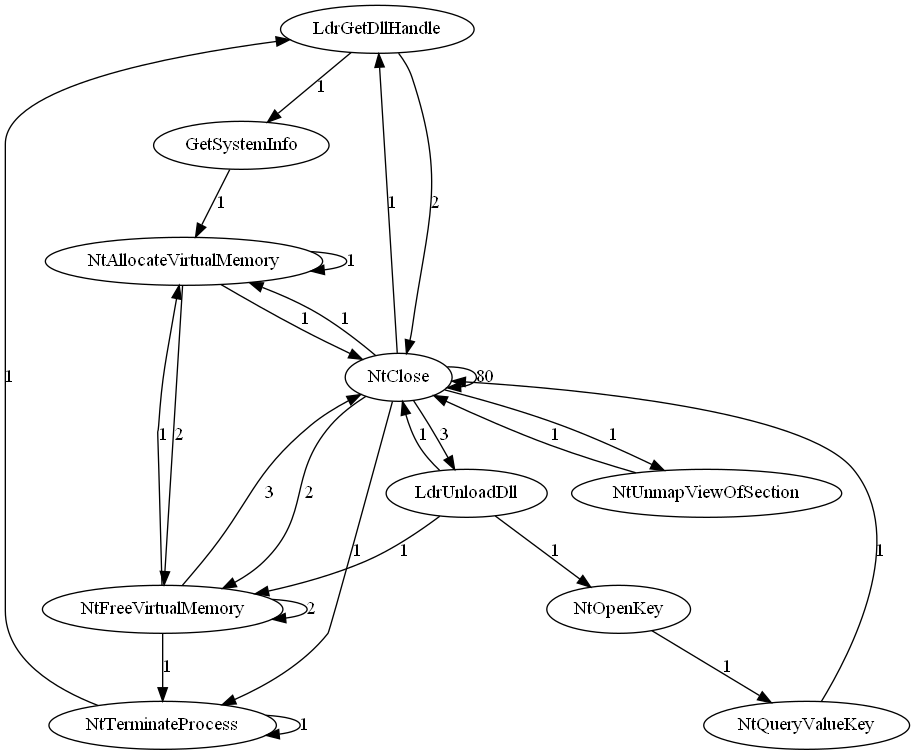 LdrGetDllHandle
1
GetSystemInfo
1
1
2
NtAllocateVirtualMemory
1
1
1
NtClose
80
1
1
2
3
2
1
3
1
1
LdrUnloadDll
NtUnmapViewOfSection
1
1
1
NtFreeVirtualMemory
2
NtOpenKey
1
1
1
NtTerminateProcess
1
NtQueryValueKey